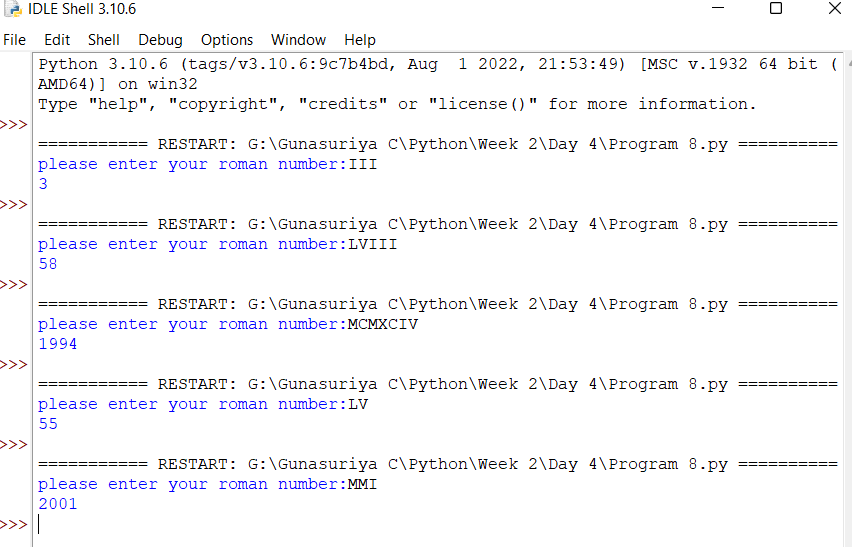 IDLE Shell 3.10.6
File Edit Shell Debug Options Window Help
Python 3.10.6 (tags/v3.10.6:9c7b4bd, Aug  1 2022, 21:53:49) [MSC v.1932 64 bit (
AMD64)] on win32
Type "help", "copyright", "credits" or "license()" for more information.
>>>
=========== RESTART: G:\Gunasuriya C\Python\Week 2\Day 4\Program 8.py ==========
please enter your roman number:III
3
>>>
=========== RESTART: G:\Gunasuriya C\Python\Week 2\Day 4\Program 8.py ==========
please enter your roman number:LVIII
58
>>>
=========== RESTART: G:\Gunasuriya C\Python\Week 2\Day 4\Program 8.py ==========
please enter your roman number:MCMXCIV
1994
>>>
=========== RESTART: G:\Gunasuriya C\Python\Week 2\Day 4\Program 8.py ==========
please enter your roman number:LV
55
>>>
=========== RESTART: G:\Gunasuriya C\Python\Week 2\Day 4\Program 8.py ==========
please enter your roman number:MMI
2001
>>>